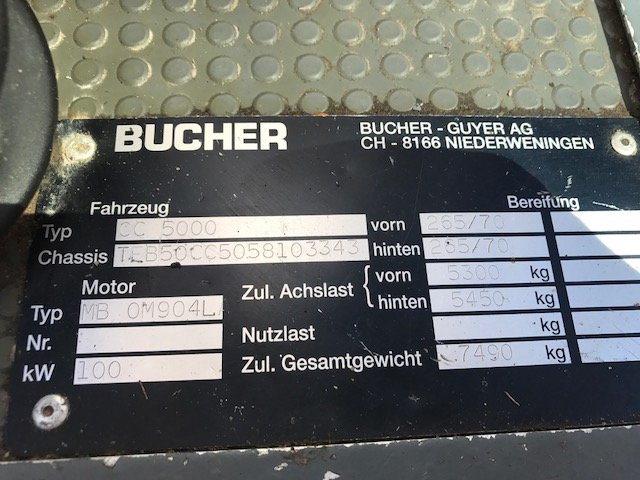 BUCHER
BUCHER - GUYER AG
CH - 8166 NIEDERWENINGEN
Fahrzeug Bereifung
Typ CC 5000 vorn 265/70
Chassis TEB50CC5058103343 hinten 265/70
Motor Zul. Achslast { vorn 5300 kg
Typ MB OM904L hinten 5450 kg
Nr. Nutzlast kg
kW 100 Zul. Gesamtgewicht 7490 kg